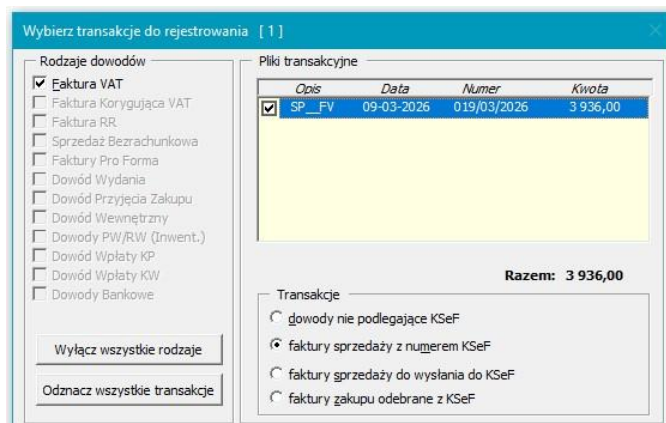 Wybierz transakcje do rejestrowania [ 1 ]
Rodzaje dowodów
Faktura VAT
Faktura Korygująca VAT
Faktura RR
Sprzedaż Bezrachunkowa
Faktury Pro Forma
Dowód Wydania
Dowód Przyjęcia Zakupu
Dowód Wewnętrzny
Dowody PW/RW (Inwent.)
Dowód Wpłaty KP
Dowód Wpłaty KW
Dowody Bankowe
Wyłącz wszystkie rodzaje
Odznacz wszystkie transakcje
Pliki transakcyjne
Opis Data Numer Kwota
SP__FV 09-03-2026 019/03/2026 3 936,00
Razem: 3 936,00
Transakcje
dowody nie podlegające KSeF
faktury sprzedaży z numerem KSeF
faktury sprzedaży do wysłania do KSeF
faktury zakupu odebrane z KSeF